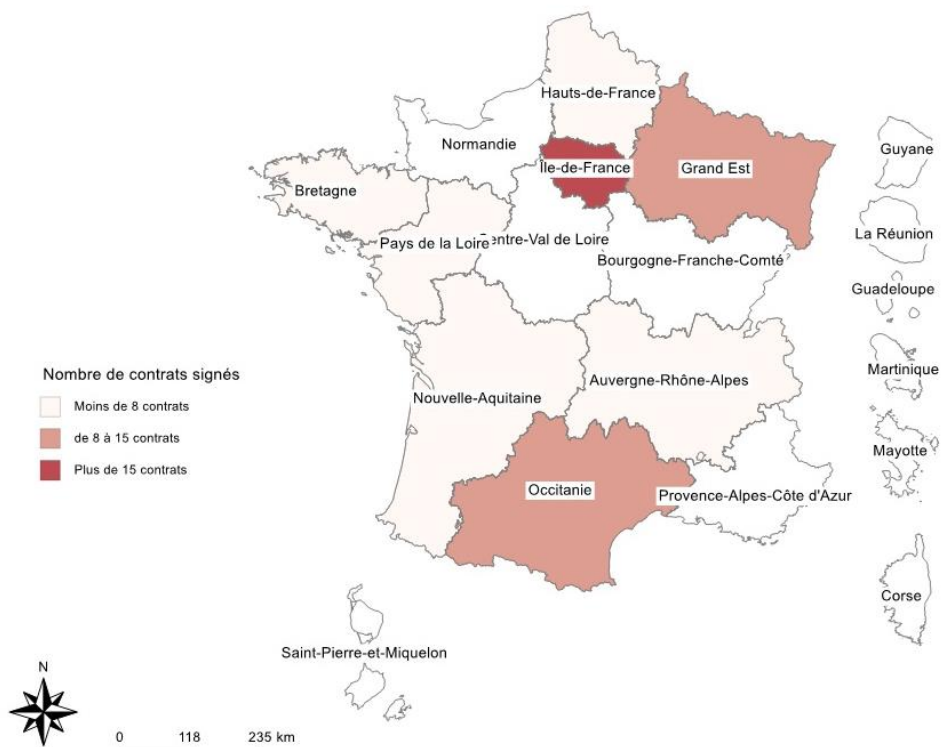 Hauts-de-France
Normandie
Île-de-France
Grand Est
Guyane
Bretagne
Pays de la Loire
entre-Val de Loire
La Réunion
Bourgogne-Franche-Comté
Guadeloupe
Nombre de contrats signés
Moins de 8 contrats
de 8 à 15 contrats
Plus de 15 contrats
Martinique
Auvergne-Rhône-Alpes
Nouvelle-Aquitaine
Mayotte
Occitanie
Provence-Alpes-Côte d'Azur
Corse
Saint-Pierre-et-Miquelon
N
0 118 235 km